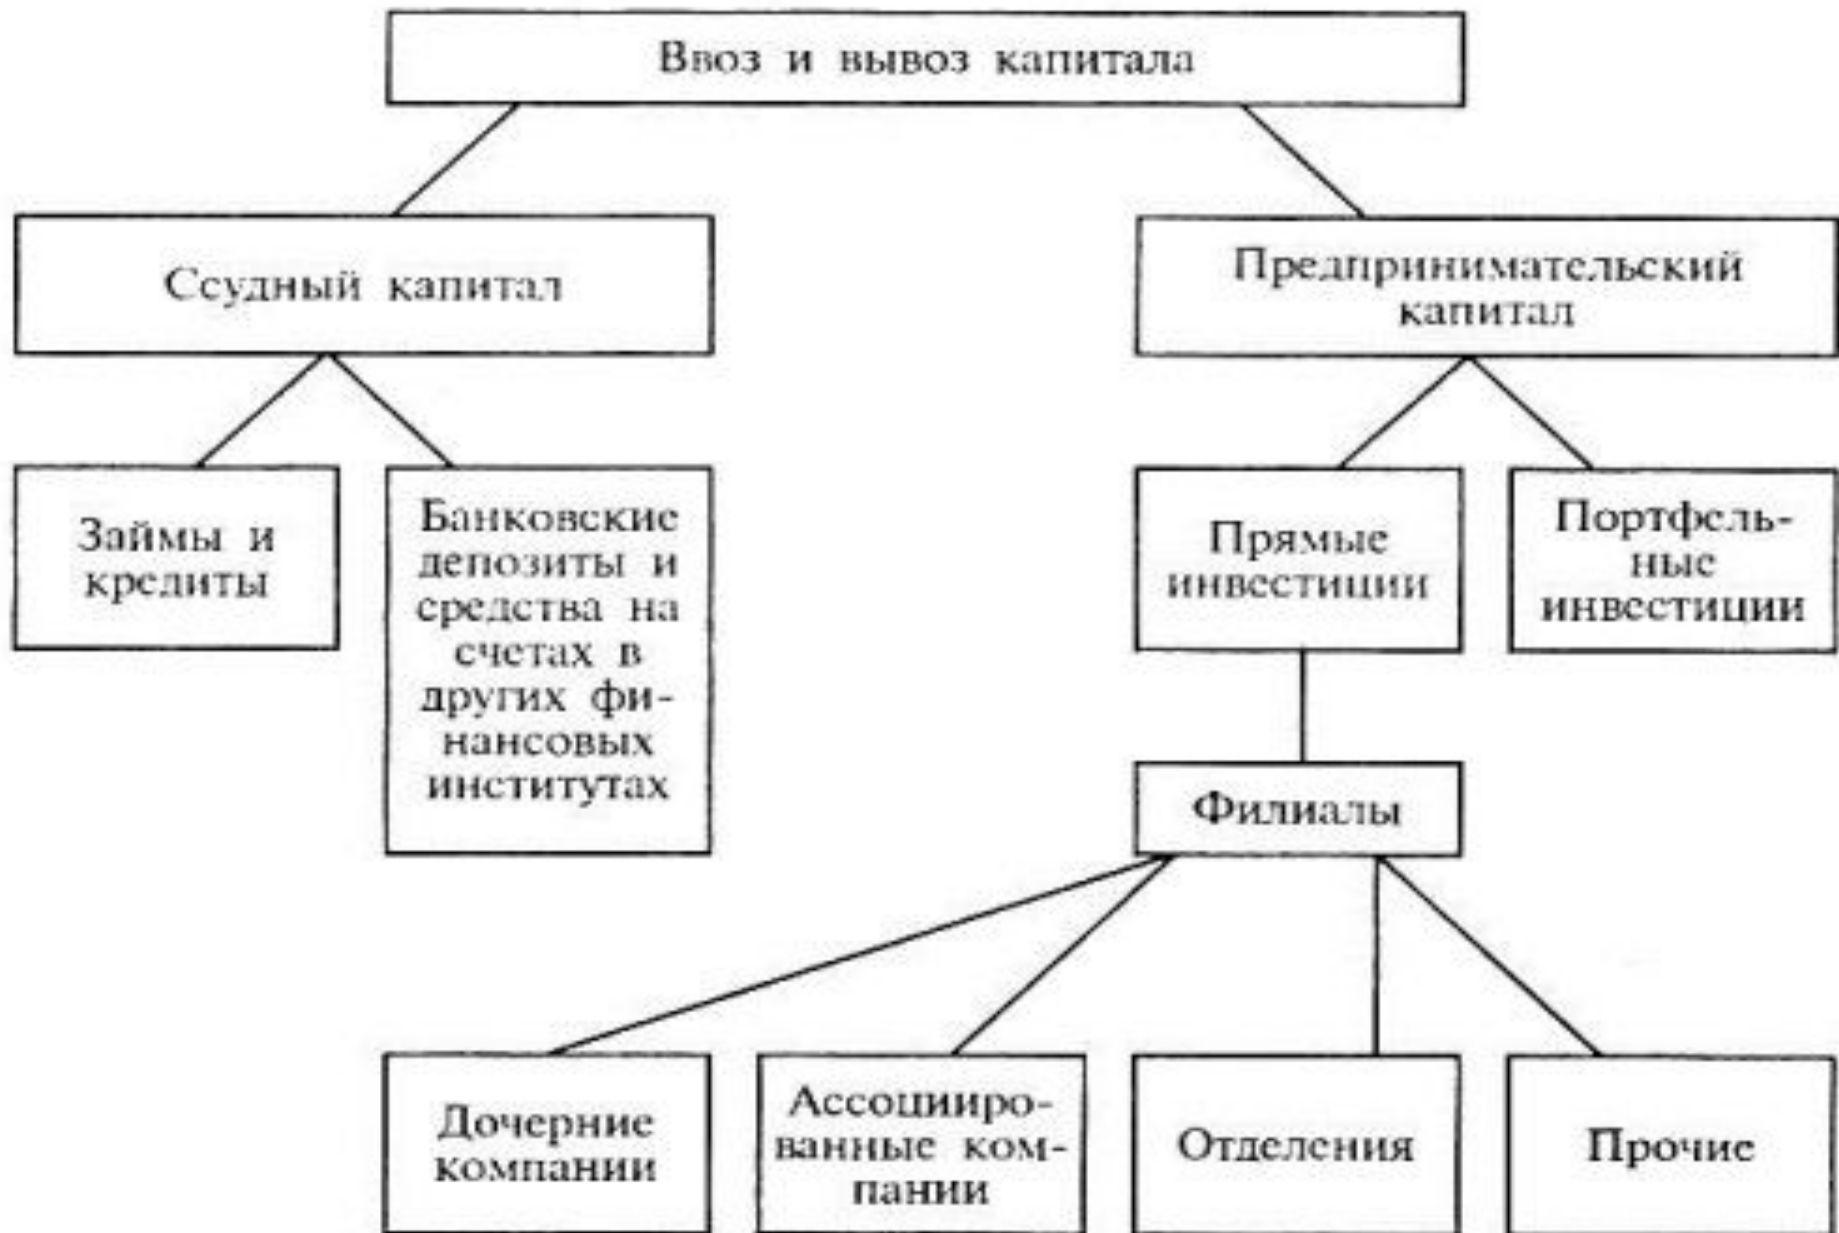 Ввоз и вывоз капитала
Ссудный капитал
Предпринимательский
капитал
Займы и
кредиты
Банковские
депозиты и
средства на
счетах в
других фи-
нансовых
институтах
Прямые
инвестиции
Портфель-
ные
инвестиции
Филиалы
Дочерние
компании
Ассоцииро-
ванные ком-
пании
Отделения
Прочие